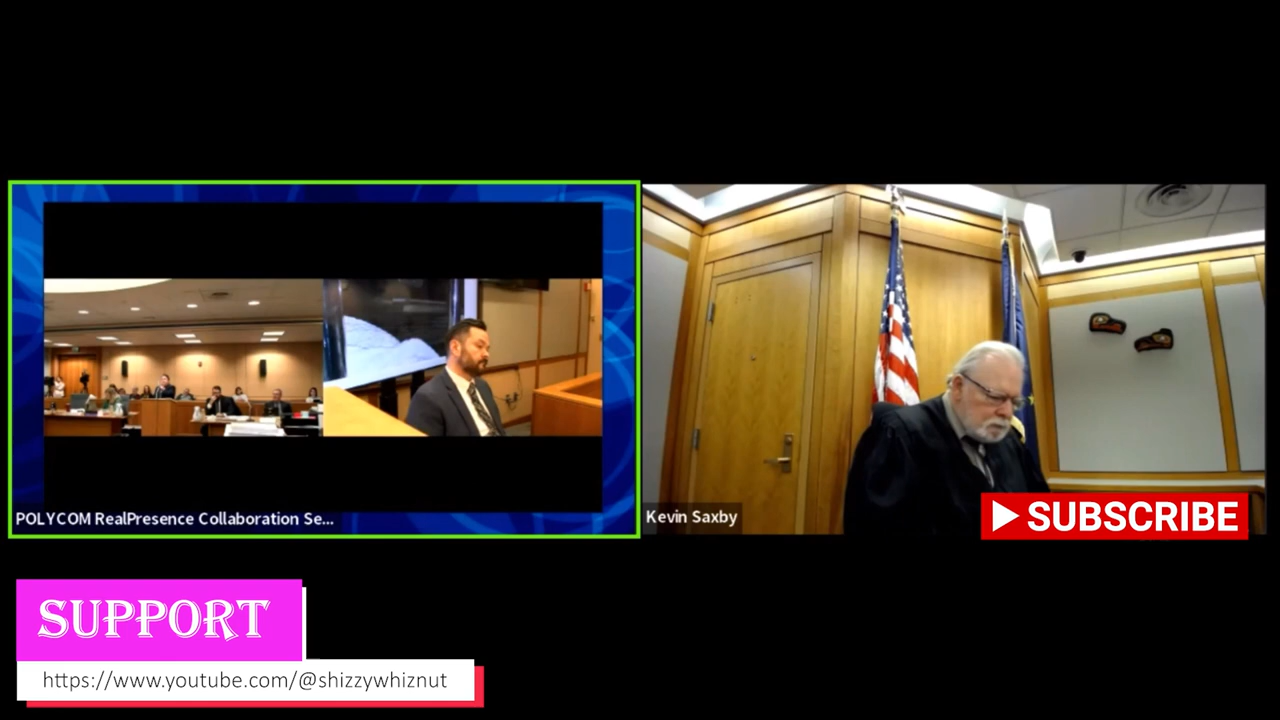 POLYCOM RealPresence Collaboration Se...
Kevin Saxby
SUBSCRIBE
SUPPORT
https://www.youtube.com/@shizzywhiznut